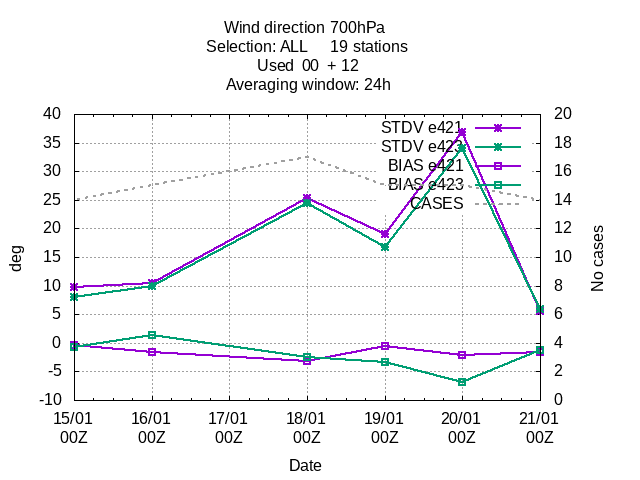 Wind direction 700hPa
Selection: ALL 19 stations
Used 00 + 12
Averaging window: 24h
40 20
35 18
30 16
25 14
20 12
15 10
10 8
5 6
0 4
-5 2
-10 0
STDV e421
STDV e423
BIAS e421
BIAS e423
CASES
deg
No cases
15/01 16/01 17/01 18/01 19/01 20/01 21/01
00Z 00Z 00Z 00Z 00Z 00Z 00Z
Date